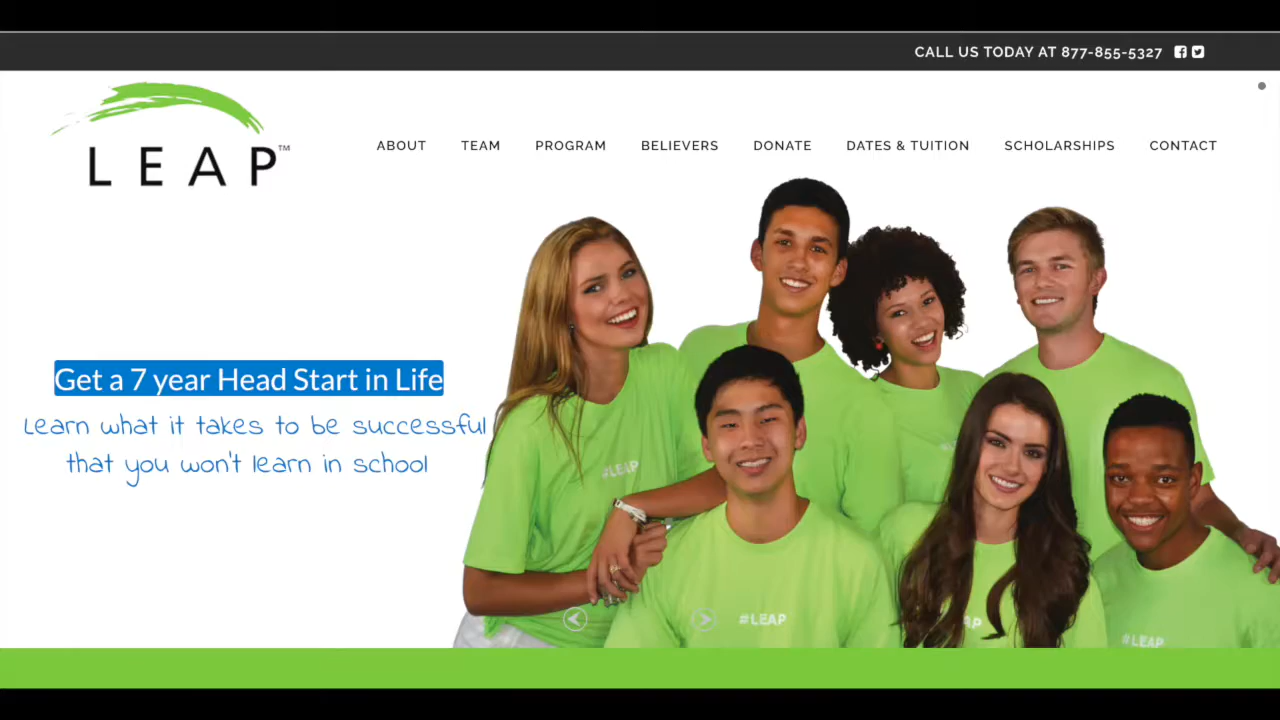 CALL US TODAY AT 877-855-5327
LEAP™
ABOUT TEAM PROGRAM BELIEVERS DONATE DATES & TUITION SCHOLARSHIPS CONTACT
Get a 7 year Head Start in Life
Learn what it takes to be successful
that you won't learn in school
#LEAP
#LEAP
#LEAP